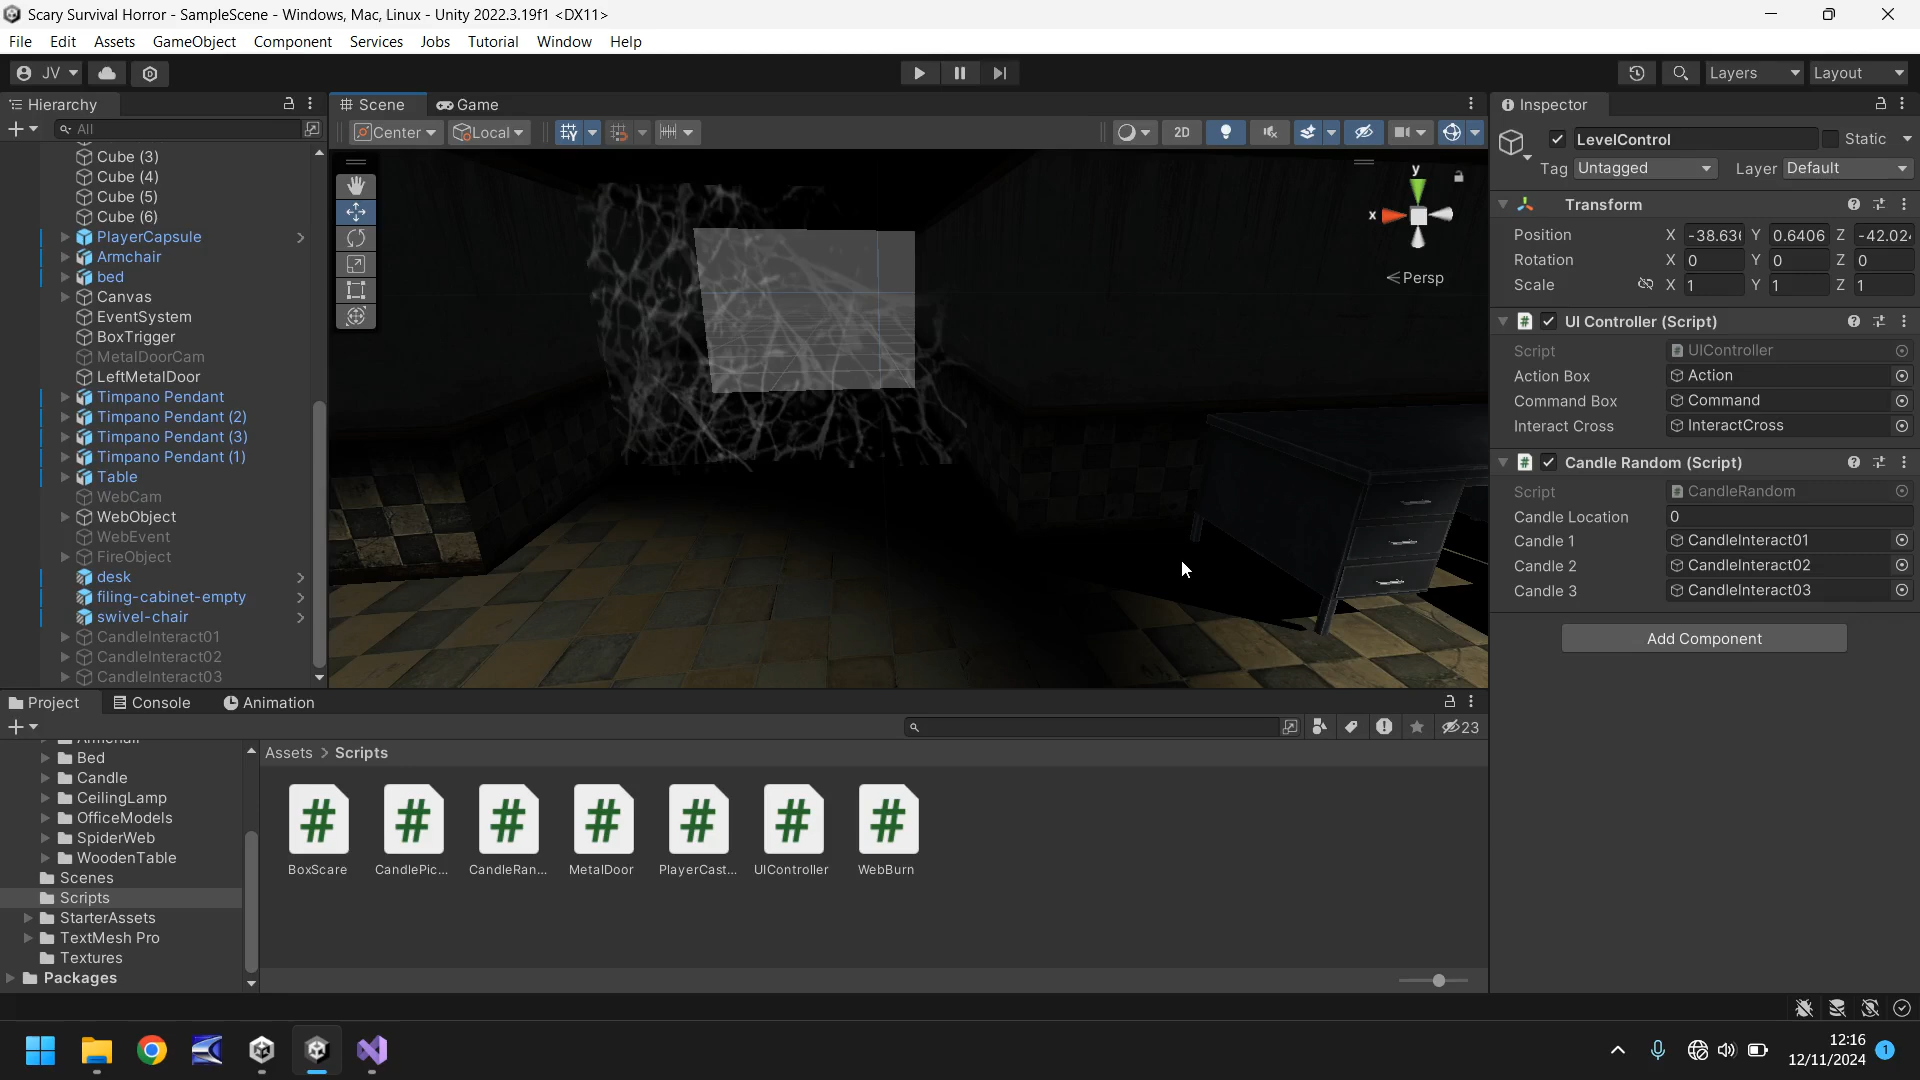 Scary Survival Horror - SampleScene - Windows, Mac, Linux - Unity 2022.3.19f1 <DX11>
File Edit Assets GameObject Component Services Jobs Tutorial Window Help
JV
Layers Layout
Hierarchy
All
Cube (3)
Cube (4)
Cube (5)
Cube (6)
PlayerCapsule
Armchair
bed
Canvas
EventSystem
BoxTrigger
MetalDoorCam
LeftMetalDoor
Timpano Pendant
Timpano Pendant (2)
Timpano Pendant (3)
Timpano Pendant (1)
Table
WebCam
WebObject
WebEvent
FireObject
desk
filing-cabinet-empty
swivel-chair
CandleInteract01
CandleInteract02
CandleInteract03
Scene Game
Center Local 2D
y
x
Persp
Inspector
LevelControl Static
Tag Untagged Layer Default
Transform
Position X -38.63 Y 0.6406 Z -42.02
Rotation X 0 Y 0 Z 0
Scale X 1 Y 1 Z 1
# UI Controller (Script)
Script UIController
Action Box Action
Command Box Command
Interact Cross InteractCross
# Candle Random (Script)
Script CandleRandom
Candle Location 0
Candle 1 CandleInteract01
Candle 2 CandleInteract02
Candle 3 CandleInteract03
Add Component
Project Console Animation
23
Bed
Candle
CeilingLamp
OfficeModels
SpiderWeb
WoodenTable
Scenes
Scripts
StarterAssets
TextMesh Pro
Textures
Packages
Assets > Scripts
# # # # # # #
BoxScare CandlePic... CandleRan... MetalDoor PlayerCast... UIController WebBurn
12:16
12/11/2024
1